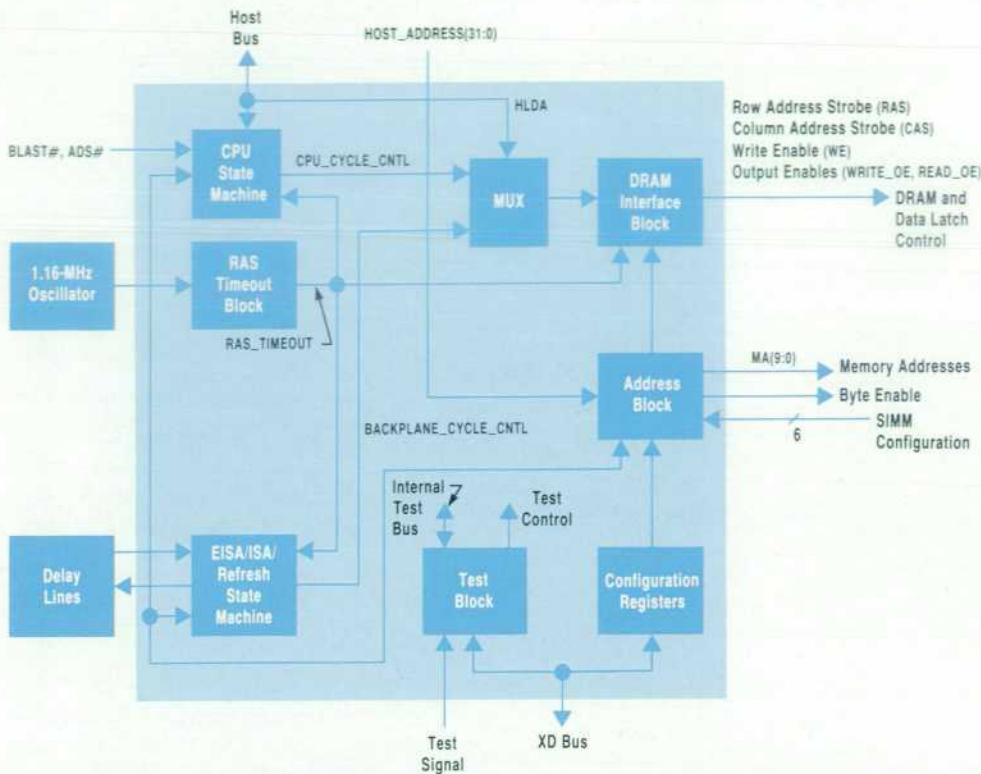 Host
Bus
HOST_ADDRESS(31:0)
HLDA
Row Address Strobe (RAS)
Column Address Strobe (CAS)
Write Enable (WE)
Output Enables (WRITE_OE, READ_OE)
DRAM and
Data Latch
Control
BLAST#, ADS#
CPU
State
Machine
CPU_CYCLE_CNTL
MUX
DRAM
Interface
Block
1.16-MHz
Oscillator
RAS
Timeout
Block
RAS_TIMEOUT
MA(9:0)
Memory Addresses
Byte Enable
SIMM
Configuration
6
Address
Block
BACKPLANE_CYCLE_CNTL
Internal
Test
Bus
Test
Control
Delay
Lines
EISA/ISA/
Refresh
State
Machine
Test
Block
Configuration
Registers
Test
Signal
XD Bus